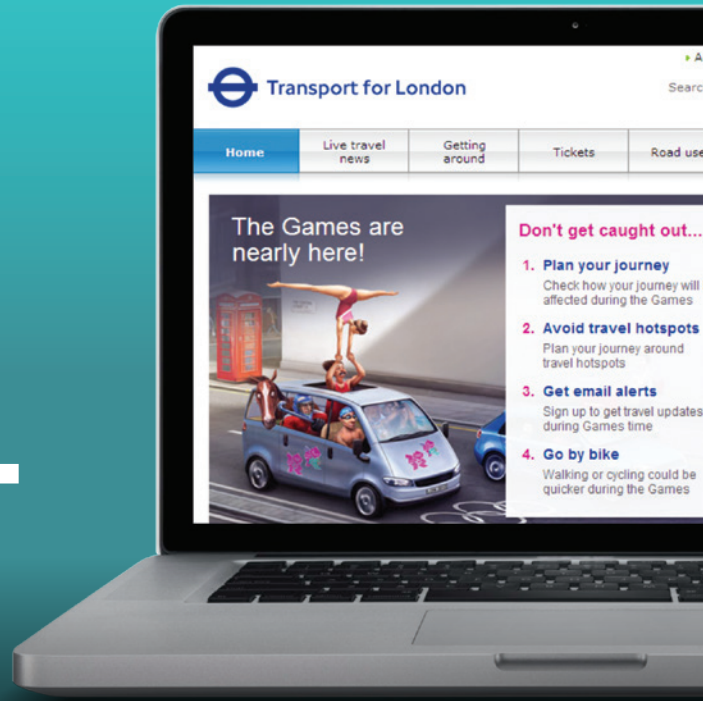 Transport for London
Home
Live travel
news
Getting
around
Tickets
Road use
Searc
The Games are
nearly here!
Don't get caught out...
1. Plan your journey
Check how your journey will
affected during the Games
2. Avoid travel hotspots
Plan your journey around
travel hotspots
3. Get email alerts
Sign up to get travel updates
during Games time
4. Go by bike
Walking or cycling could be
quicker during the Games